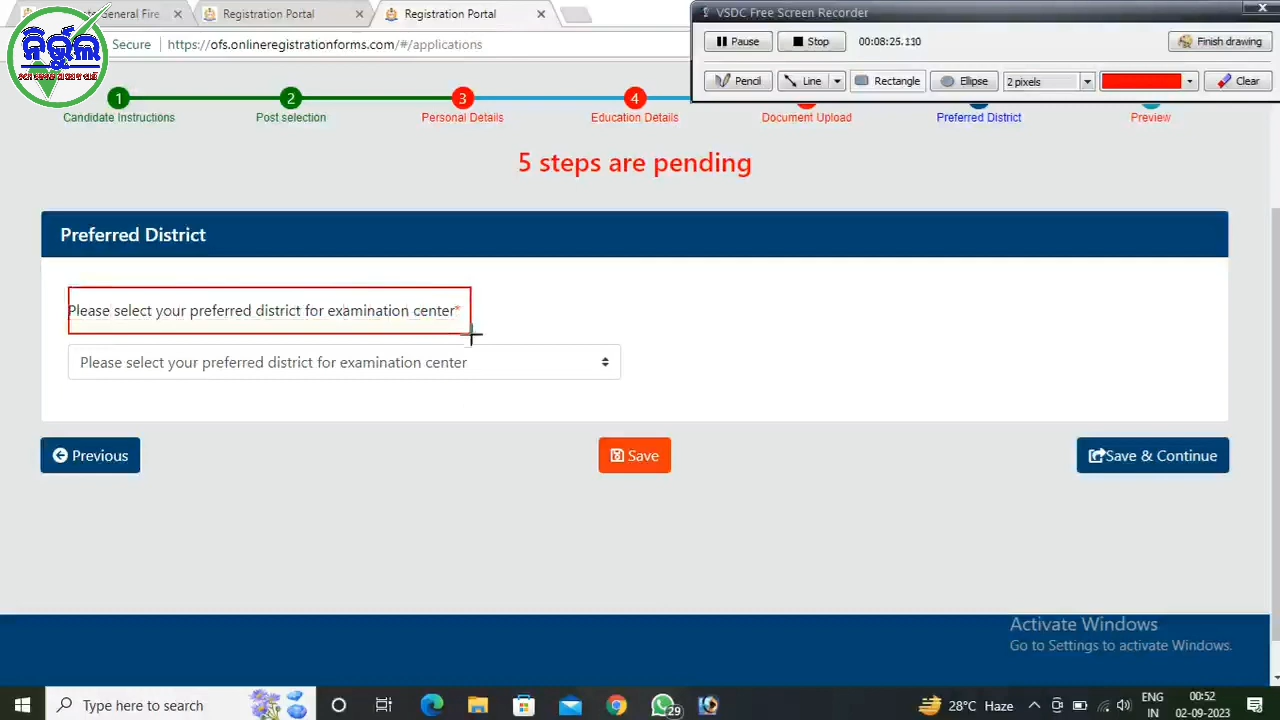 Registration Portal
Registration Portal
VSDC Free Screen Recorder
ନିର୍ଭୁଲ
Secure
https://ofs.onlineregistrationforms.com/#/applications
Pause
Stop
00:08:25.130
Finish drawing
Pencil
Line
Rectangle
Ellipse
2 pixels
Clear
1
2
3
4
Candidate Instructions
Post selection
Personal Details
Education Details
Document Upload
Preferred District
Preview
5 steps are pending
Preferred District
Please select your preferred district for examination center*
Please select your preferred district for examination center
Previous
Save
Save & Continue
Activate Windows
Go to Settings to activate Windows.
Type here to search
29
28°C Haze
ENG
IN
00:52
02-09-2023